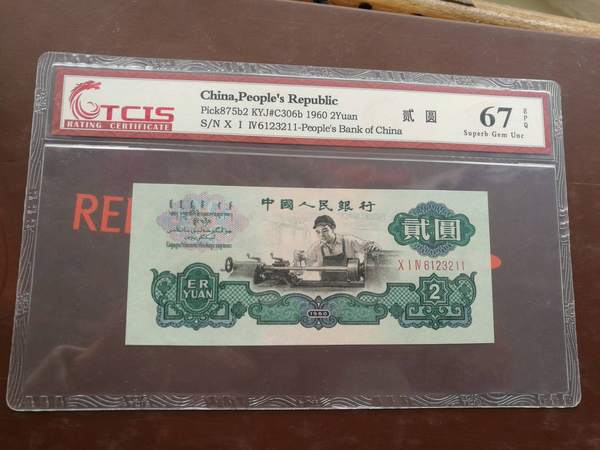 TCIS
RATING CERTIFICATE
China,People's Republic
Pick875b2 KYJ#C306b 1960 2Yuan
贰 圆
S/N X I Ⅳ6123211-People's Bank of China
67 EPQ
Superb Gem Unc
RE
中國人民銀行
貳圓
X I N 6123211
ER
YUAN
1960
2